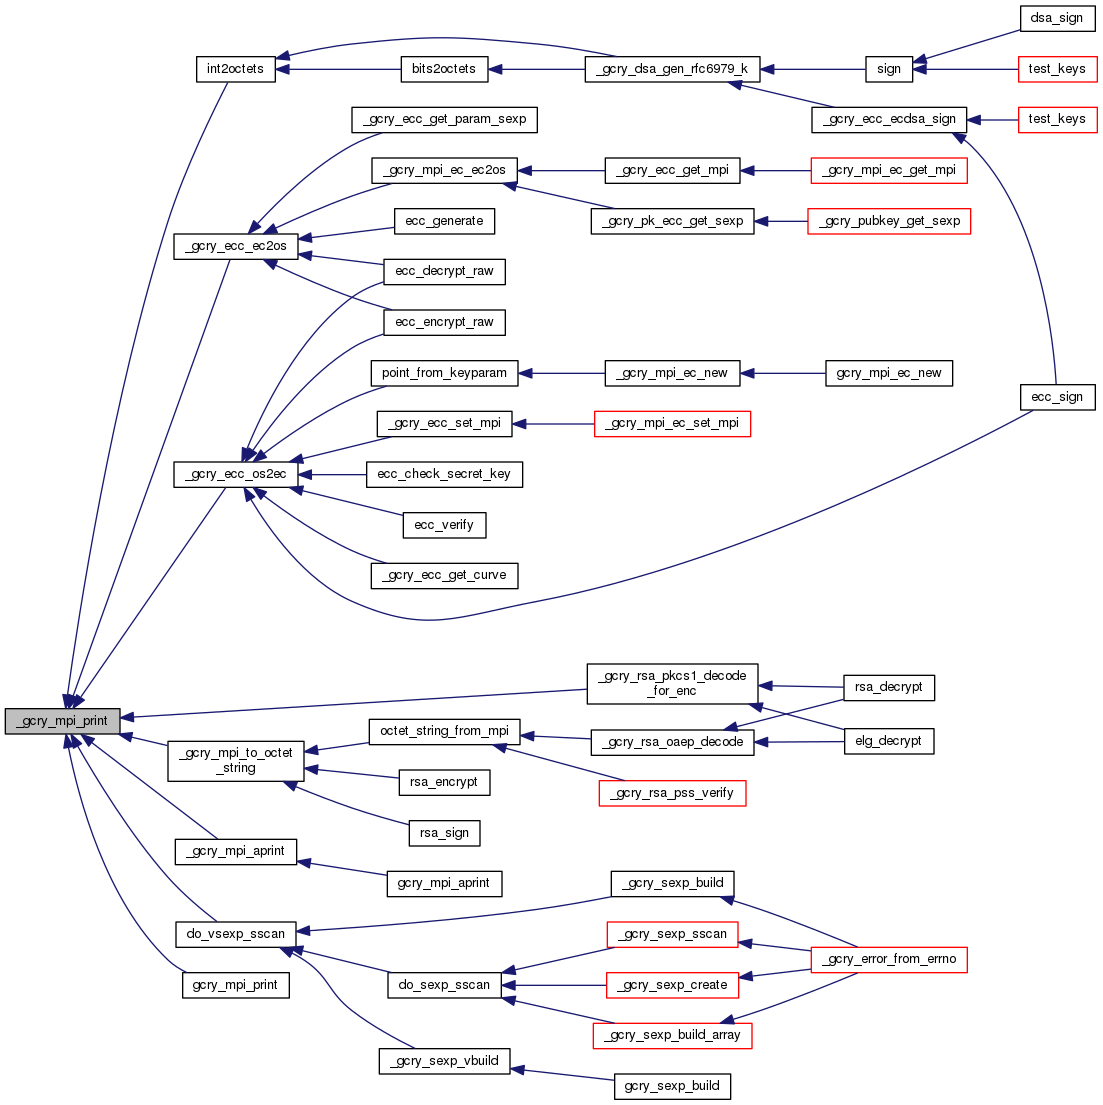 dsa_sign
int2octets
bits2octets
_gcry_dsa_gen_rfc6979_k
sign
test_keys
_gcry_ecc_get_param_sexp
_gcry_ecc_ecdsa_sign
test_keys
_gcry_mpi_ec_ec2os
_gcry_ecc_get_mpi
_gcry_mpi_ec_get_mpi
ecc_generate
_gcry_pk_ecc_get_sexp
_gcry_pubkey_get_sexp
_gcry_ecc_ec2os
ecc_decrypt_raw
ecc_encrypt_raw
point_from_keyparam
_gcry_mpi_ec_new
gcry_mpi_ec_new
ecc_sign
_gcry_ecc_set_mpi
_gcry_mpi_ec_set_mpi
_gcry_ecc_os2ec
ecc_check_secret_key
ecc_verify
_gcry_ecc_get_curve
_gcry_rsa_pkcs1_decode
_for_enc
rsa_decrypt
_gcry_mpi_print
octet_string_from_mpi
_gcry_rsa_oaep_decode
elg_decrypt
_gcry_mpi_to_octet
_string
rsa_encrypt
_gcry_rsa_pss_verify
rsa_sign
_gcry_mpi_aprint
gcry_mpi_aprint
_gcry_sexp_build
do_vsexp_sscan
_gcry_sexp_sscan
_gcry_error_from_errno
gcry_mpi_print
do_sexp_sscan
_gcry_sexp_create
_gcry_sexp_build_array
_gcry_sexp_vbuild
gcry_sexp_build